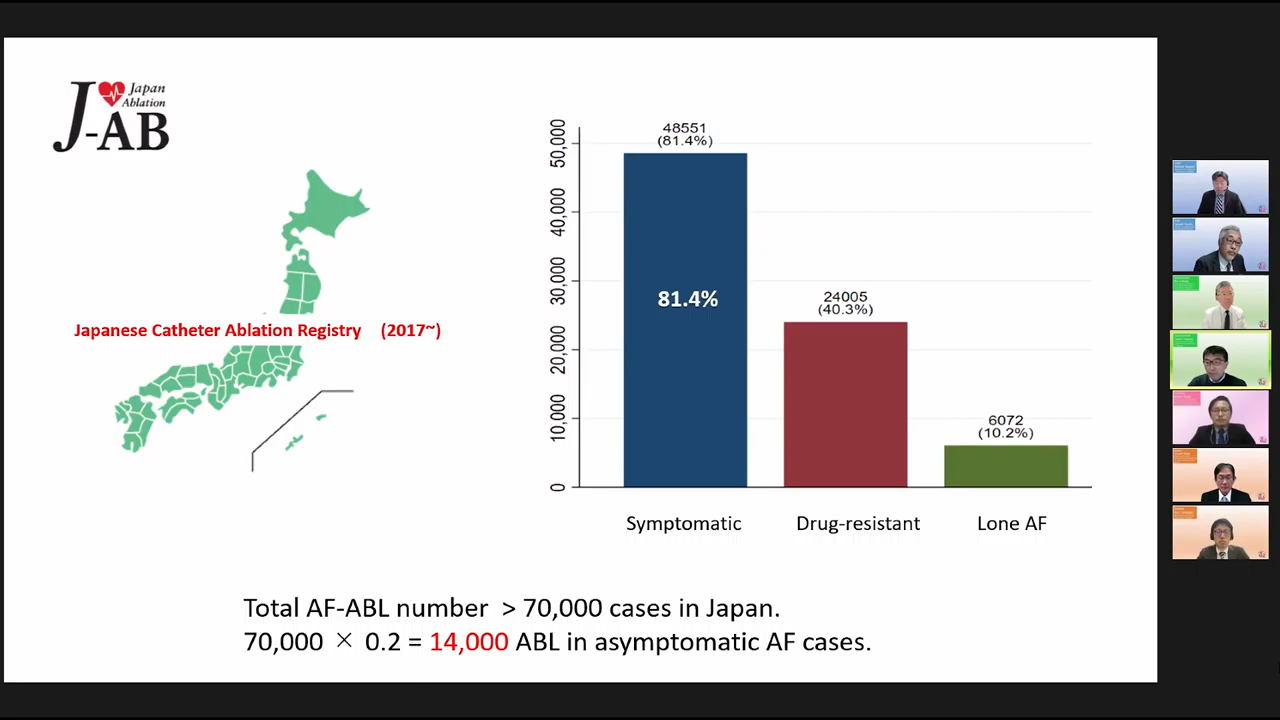 J-AB
Japan
Ablation
Japanese Catheter Ablation Registry (2017~)
50,000
40,000
30,000
20,000
10,000
0
48551
(81.4%)
81.4%
24005
(40.3%)
6072
(10.2%)
Symptomatic
Drug-resistant
Lone AF
Total AF-ABL number > 70,000 cases in Japan.
70,000 × 0.2 = 14,000 ABL in asymptomatic AF cases.